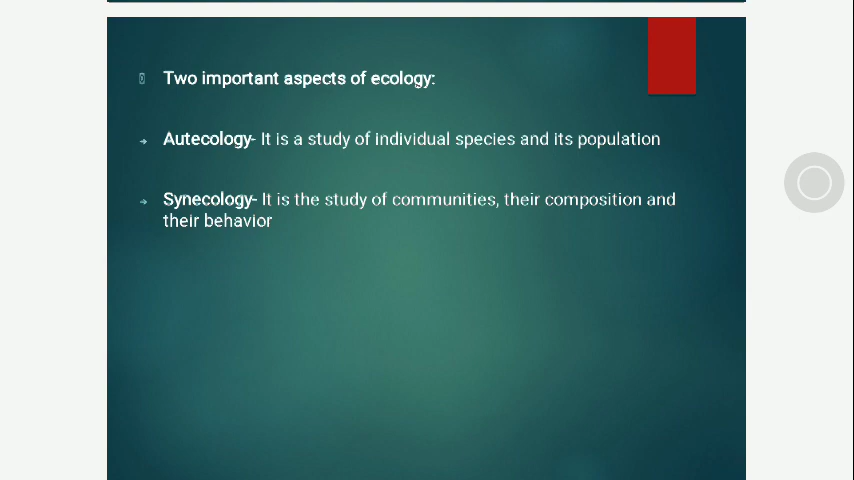 Two important aspects of ecology:
Autecology- It is a study of individual species and its population
Synecology- It is the study of communities, their composition and
their behavior